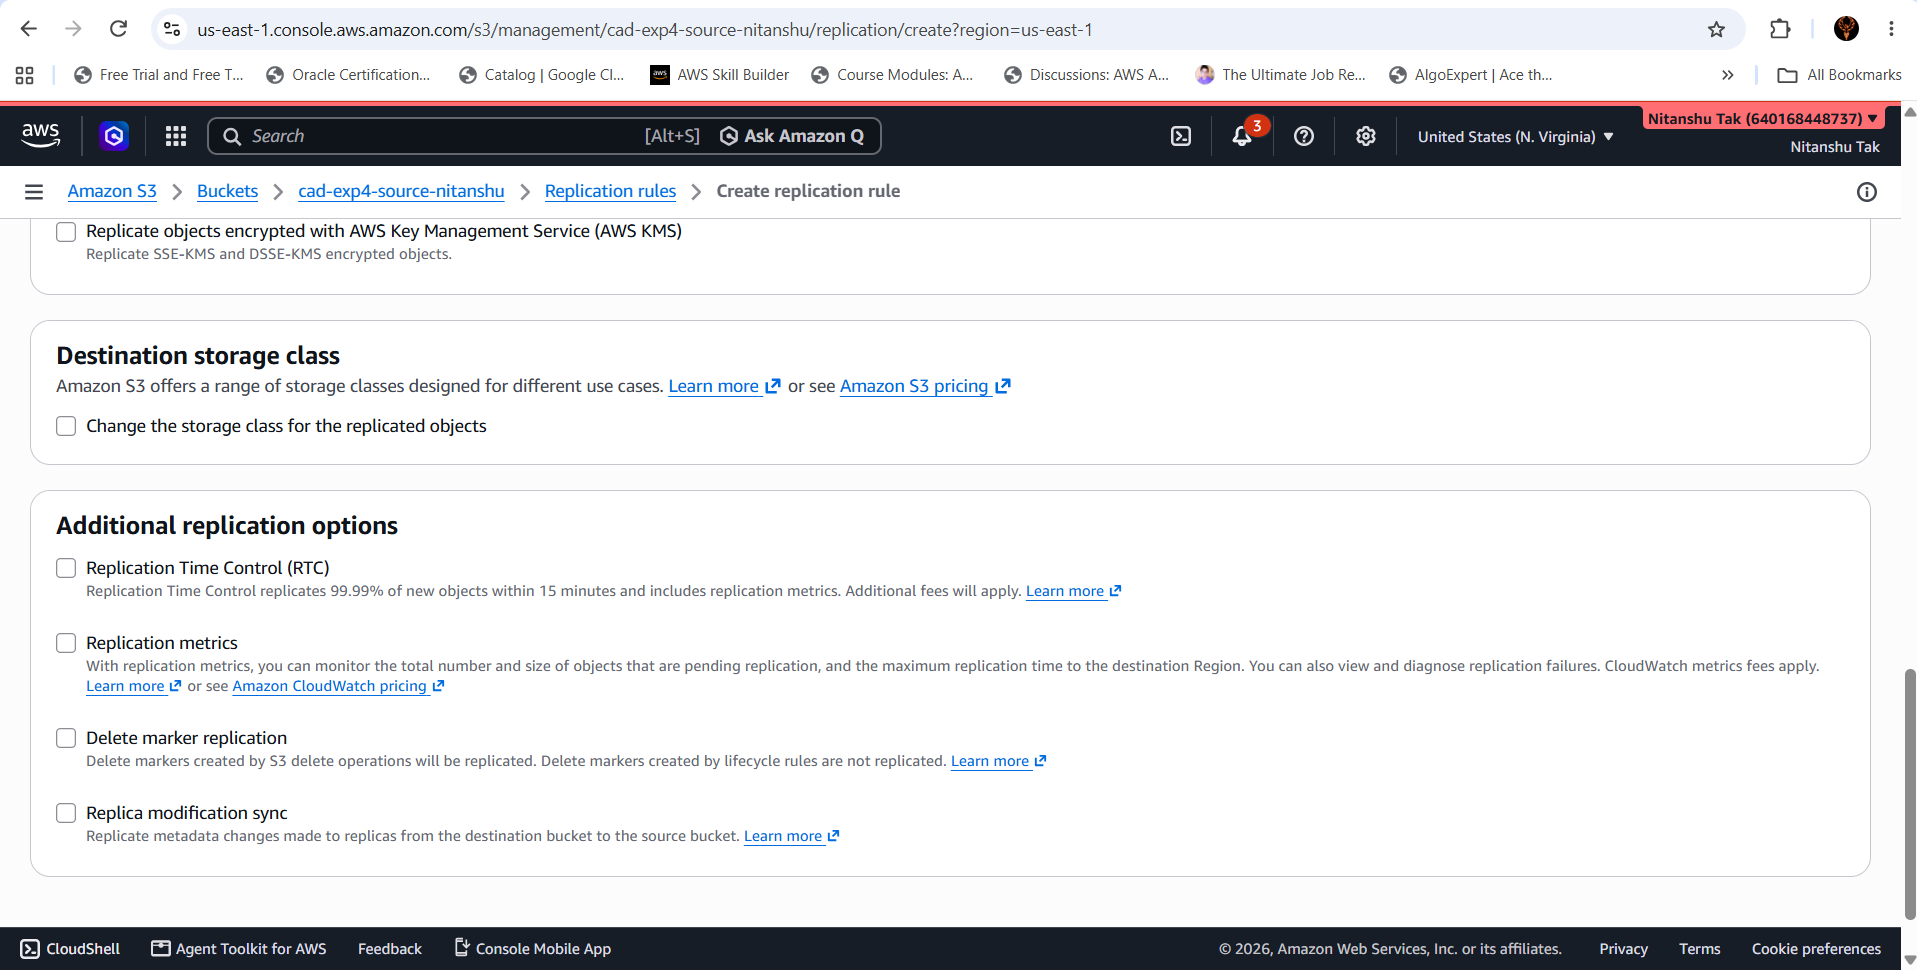 us-east-1.console.aws.amazon.com/s3/management/cad-exp4-source-nitanshu/replication/create?region=us-east-1
Free Trial and Free T... Oracle Certification... Catalog | Google Cl... aws AWS Skill Builder Course Modules: A... Discussions: AWS A... The Ultimate Job Re... AlgoExpert | Ace th... » All Bookmarks
aws Search [Alt+S] Ask Amazon Q 3 United States (N. Virginia) Nitanshu Tak (640168448737)
Nitanshu Tak
Amazon S3 Buckets cad-exp4-source-nitanshu Replication rules Create replication rule
Replicate objects encrypted with AWS Key Management Service (AWS KMS)
Replicate SSE-KMS and DSSE-KMS encrypted objects.
Destination storage class
Amazon S3 offers a range of storage classes designed for different use cases. Learn more or see Amazon S3 pricing
Change the storage class for the replicated objects
Additional replication options
Replication Time Control (RTC)
Replication Time Control replicates 99.99% of new objects within 15 minutes and includes replication metrics. Additional fees will apply. Learn more
Replication metrics
With replication metrics, you can monitor the total number and size of objects that are pending replication, and the maximum replication time to the destination Region. You can also view and diagnose replication failures. CloudWatch metrics fees apply.
Learn more or see Amazon CloudWatch pricing
Delete marker replication
Delete markers created by S3 delete operations will be replicated. Delete markers created by lifecycle rules are not replicated. Learn more
Replica modification sync
Replicate metadata changes made to replicas from the destination bucket to the source bucket. Learn more
CloudShell Agent Toolkit for AWS Feedback Console Mobile App © 2026, Amazon Web Services, Inc. or its affiliates. Privacy Terms Cookie preferences